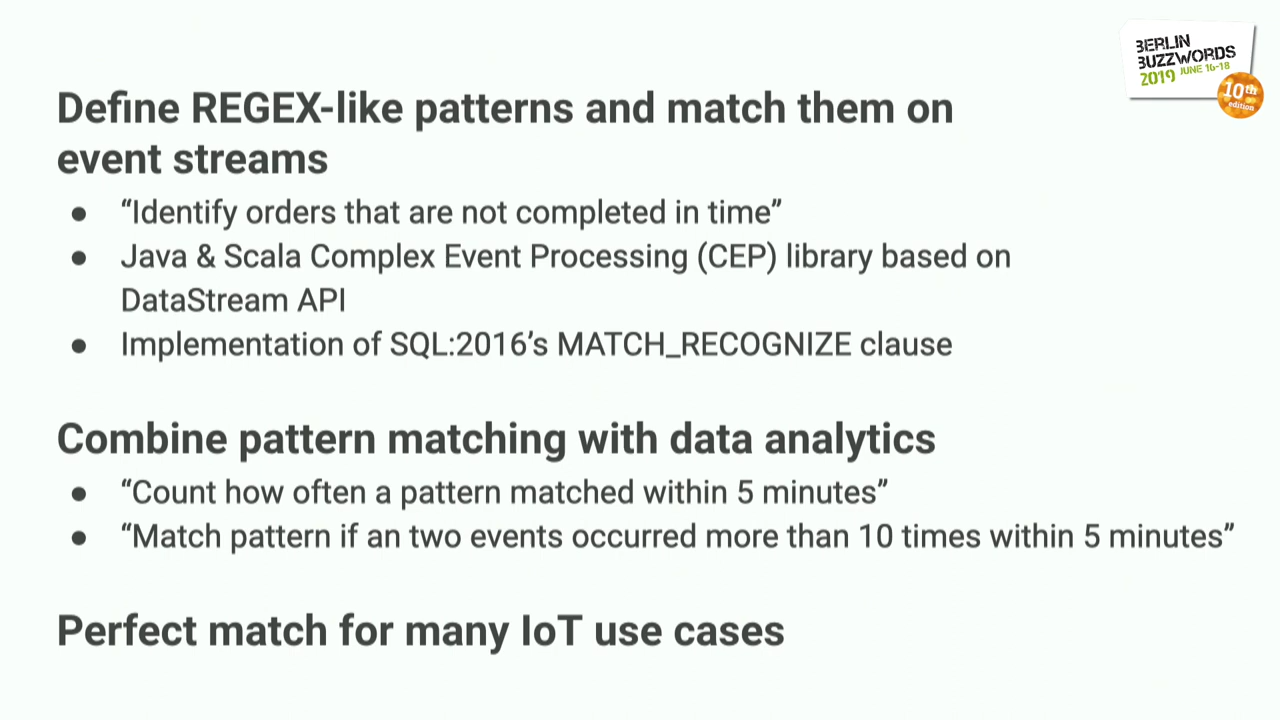 BERLIN
BUZZWORDS
2019 JUNE 16-18
10th
edition
Define REGEX-like patterns and match them on
event streams
● “Identify orders that are not completed in time”
● Java & Scala Complex Event Processing (CEP) library based on
DataStream API
● Implementation of SQL:2016’s MATCH_RECOGNIZE clause
Combine pattern matching with data analytics
● “Count how often a pattern matched within 5 minutes”
● “Match pattern if an two events occurred more than 10 times within 5 minutes”
Perfect match for many IoT use cases